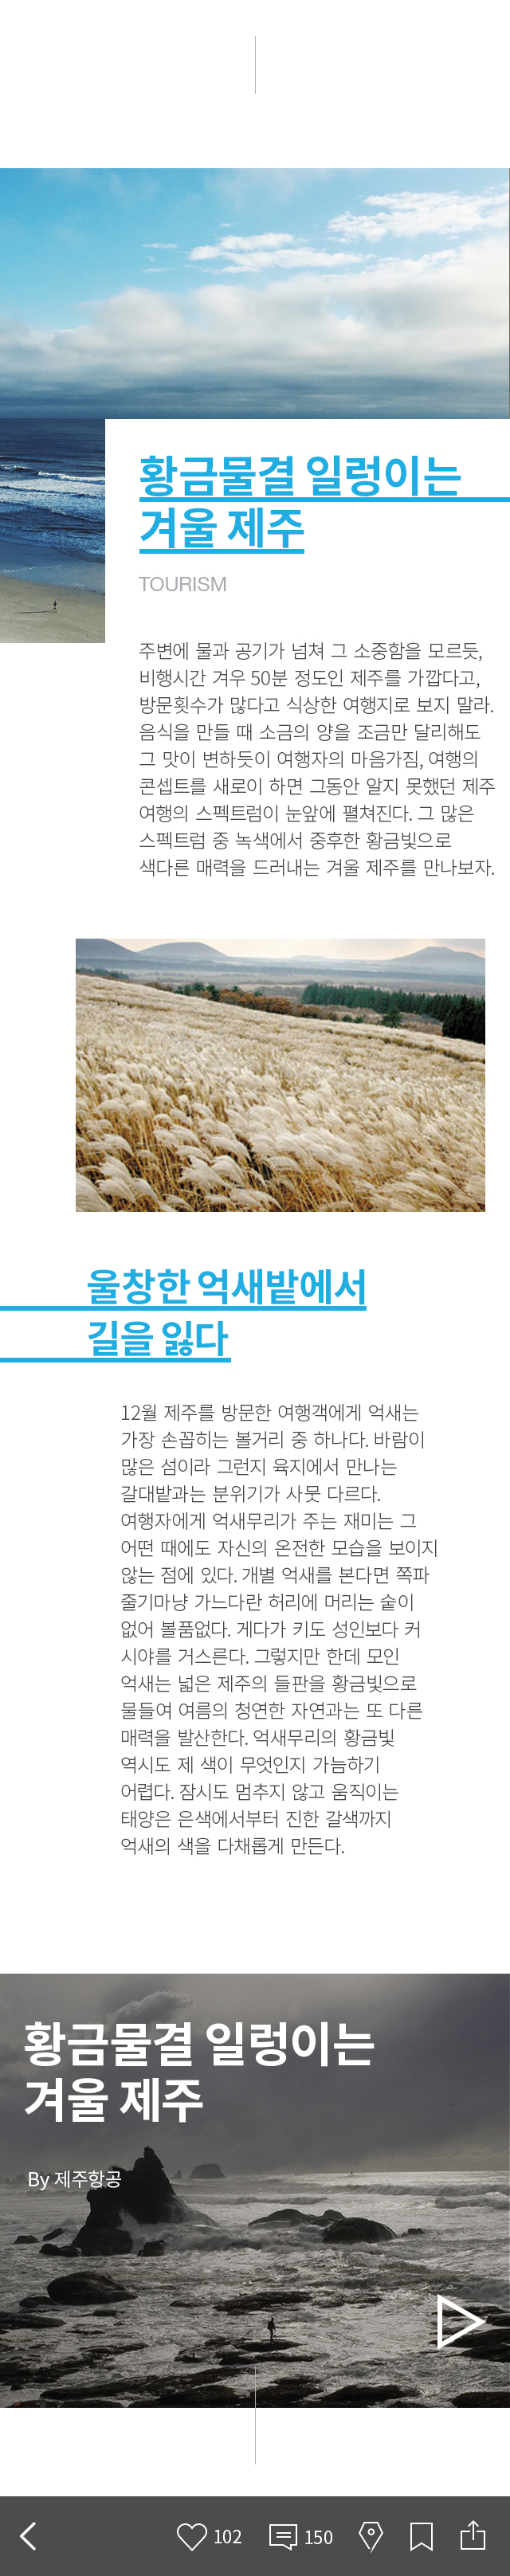 황금물결 일렁이는
겨울 제주
TOURISM
주변에 물과 공기가 넘쳐 그 소중함을 모르듯,
비행시간 겨우 50분 정도인 제주를 가깝다고,
방문횟수가 많다고 식상한 여행지로 보지 말라.
음식을 만들 때 소금의 양을 조금만 달리해도
그 맛이 변하듯이 여행자의 마음가짐, 여행의
콘셉트를 새로이 하면 그동안 알지 못했던 제주
여행의 스펙트럼이 눈앞에 펼쳐진다. 그 많은
스펙트럼 중 녹색에서 중후한 황금빛으로
색다른 매력을 드러내는 겨울 제주를 만나보자.
울창한 억새밭에서
길을 잃다
12월 제주를 방문한 여행객에게 억새는
가장 손꼽히는 볼거리 중 하나다. 바람이
많은 섬이라 그런지 육지에서 만나는
갈대밭과는 분위기가 사뭇 다르다.
여행자에게 억새무리가 주는 재미는 그
어떤 때에도 자신의 온전한 모습을 보이지
않는 점에 있다. 개별 억새를 본다면 쪽파
줄기마냥 가느다란 허리에 머리는 숱이
없어 볼품없다. 게다가 키도 성인보다 커
시야를 거스른다. 그렇지만 한데 모인
억새는 넓은 제주의 들판을 황금빛으로
물들여 여름의 청연한 자연과는 또 다른
매력을 발산한다. 억새무리의 황금빛
역시도 제 색이 무엇인지 가늠하기
어렵다. 잠시도 멈추지 않고 움직이는
태양은 은색에서부터 진한 갈색까지
억새의 색을 다채롭게 만든다.
황금물결 일렁이는
겨울 제주
By 제주항공
102
150